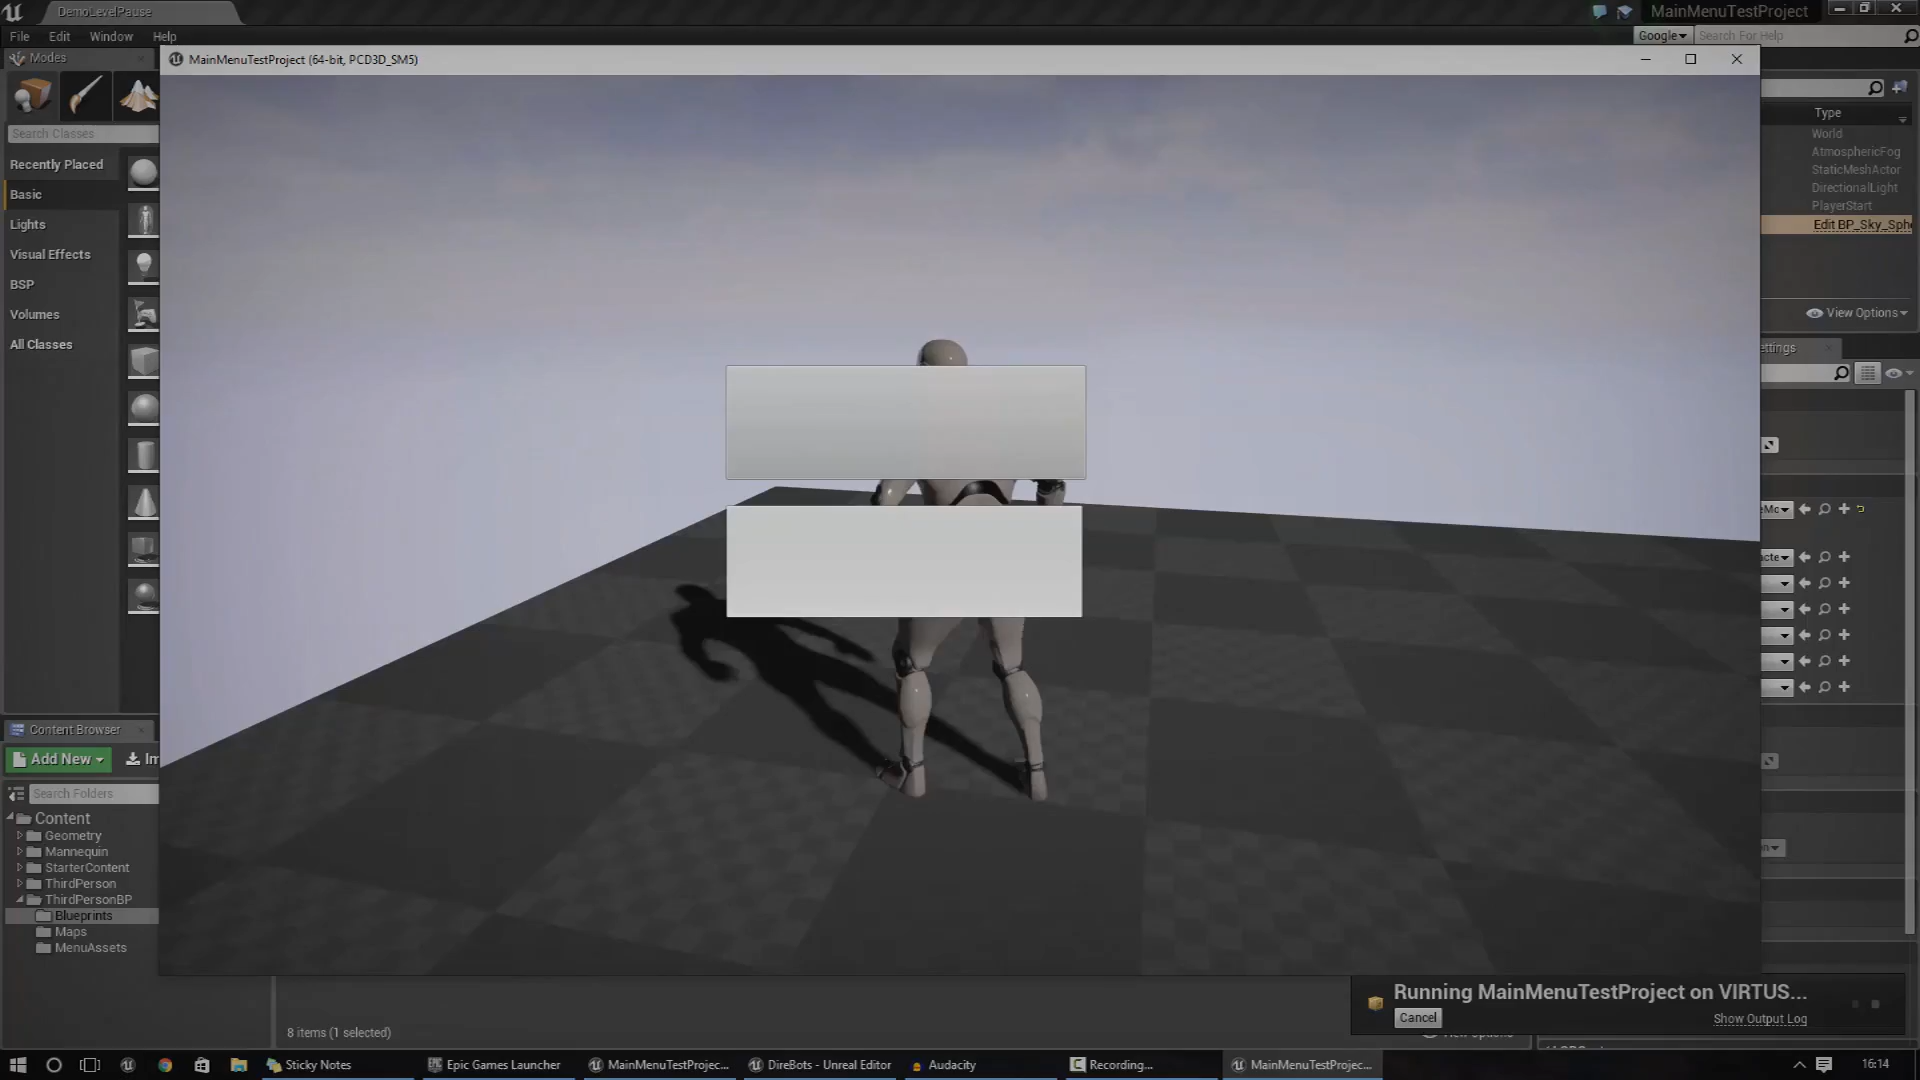 DemoLevelPause
MainMenuTestProject
File Edit Window Help
Google
Search For Help
Modes
MainMenuTestProject (64-bit, PCD3D_SM5)
Search Classes
Recently Placed
Basic
Lights
Visual Effects
BSP
Volumes
All Classes
Type
World
AtmosphericFog
StaticMeshActor
DirectionalLight
PlayerStart
Edit BP_Sky_Sphe
View Options
ettings
Content Browser
Add New
Im
Search Folders
Content
Geometry
Mannequin
StarterContent
ThirdPerson
ThirdPersonBP
Blueprints
Maps
MenuAssets
8 items (1 selected)
Running MainMenuTestProject on VIRTUS...
Cancel
Show Output Log
Sticky Notes
Epic Games Launcher
MainMenuTestProjec...
DireBots - Unreal Editor
Audacity
Recording...
MainMenuTestProjec...
16:14